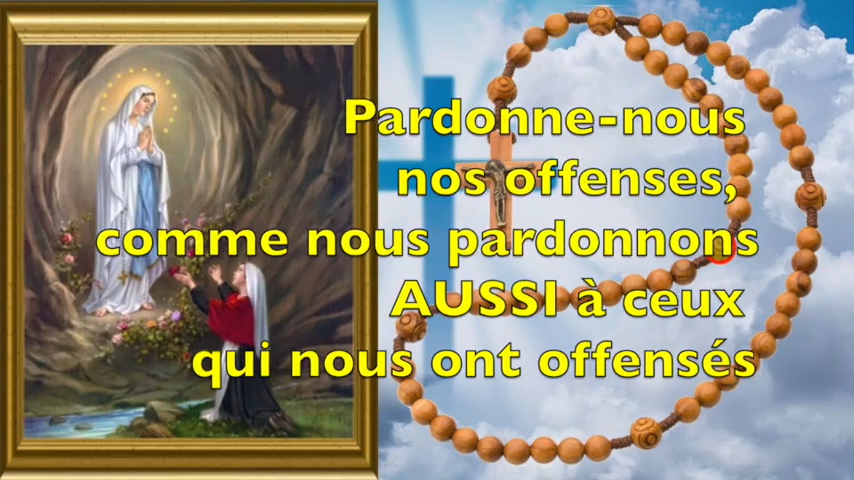 Pardonne-nous
nos offenses,
comme nous pardonnons
AUSSI à ceux
qui nous ont offensés